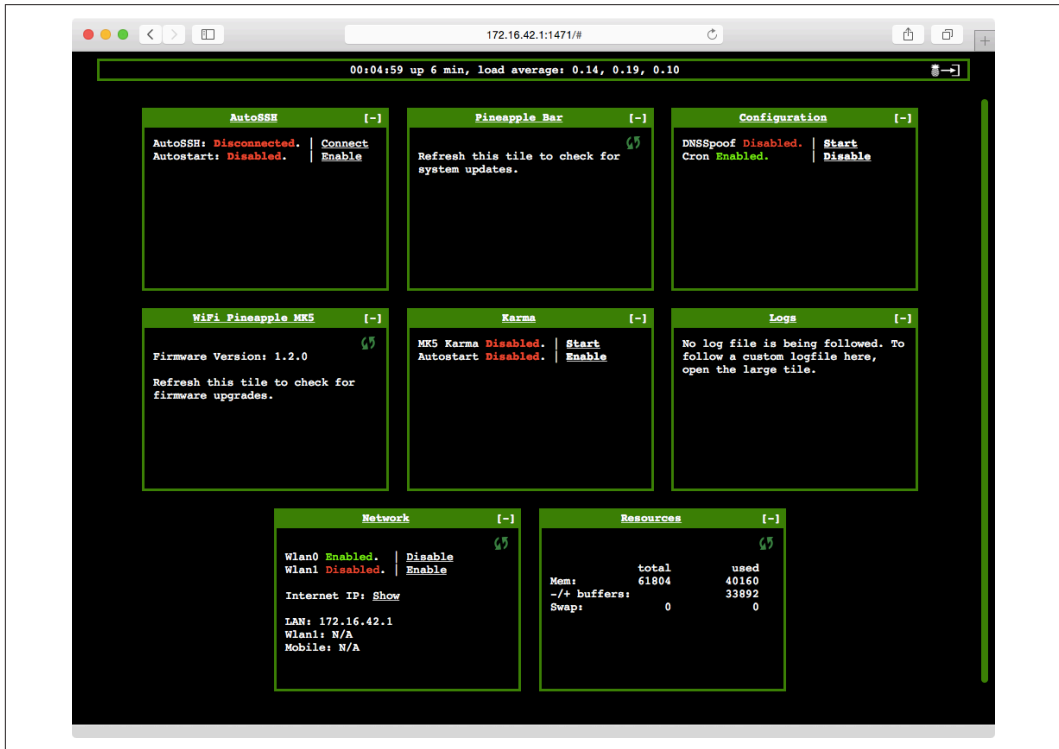 172.16.42.1:1471/#
00:04:59 up 6 min, load average: 0.14, 0.19, 0.10
AutoSSH [-]
AutoSSH: Disconnected. | Connect
Autostart: Disabled. | Enable
Pineapple Bar [-]
Refresh this tile to check for
system updates.
Configuration [-]
DNSSpoof Disabled. | Start
Cron Enabled. | Disable
WiFi Pineapple MK5 [-]
Firmware Version: 1.2.0
Refresh this tile to check for
firmware upgrades.
Karma [-]
MK5 Karma Disabled. | Start
Autostart Disabled. | Enable
Logs [-]
No log file is being followed. To
follow a custom logfile here,
open the large tile.
Network [-]
Wlan0 Enabled. | Disable
Wlan1 Disabled. | Enable
Internet IP: Show
LAN: 172.16.42.1
Wlan1: N/A
Mobile: N/A
Resources [-]
total used
Mem: 61804 40160
-/+ buffers: 33892
Swap: 0 0